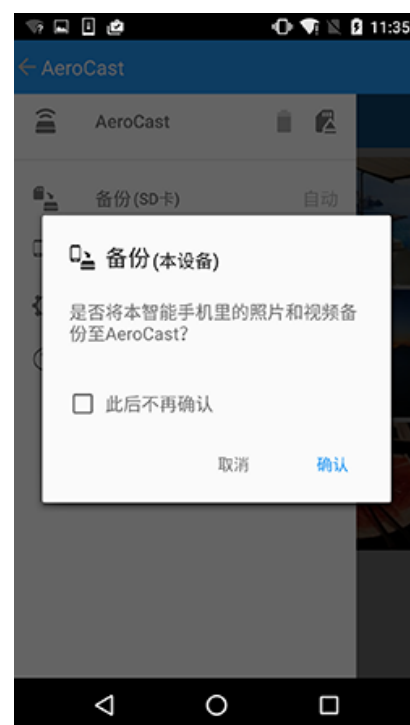 11:35
AeroCast
AeroCast
备份(SD卡)
自动
备份(本设备)
是否将本智能手机里的照片和视频备
份至AeroCast?
此后不再确认
取消
确认